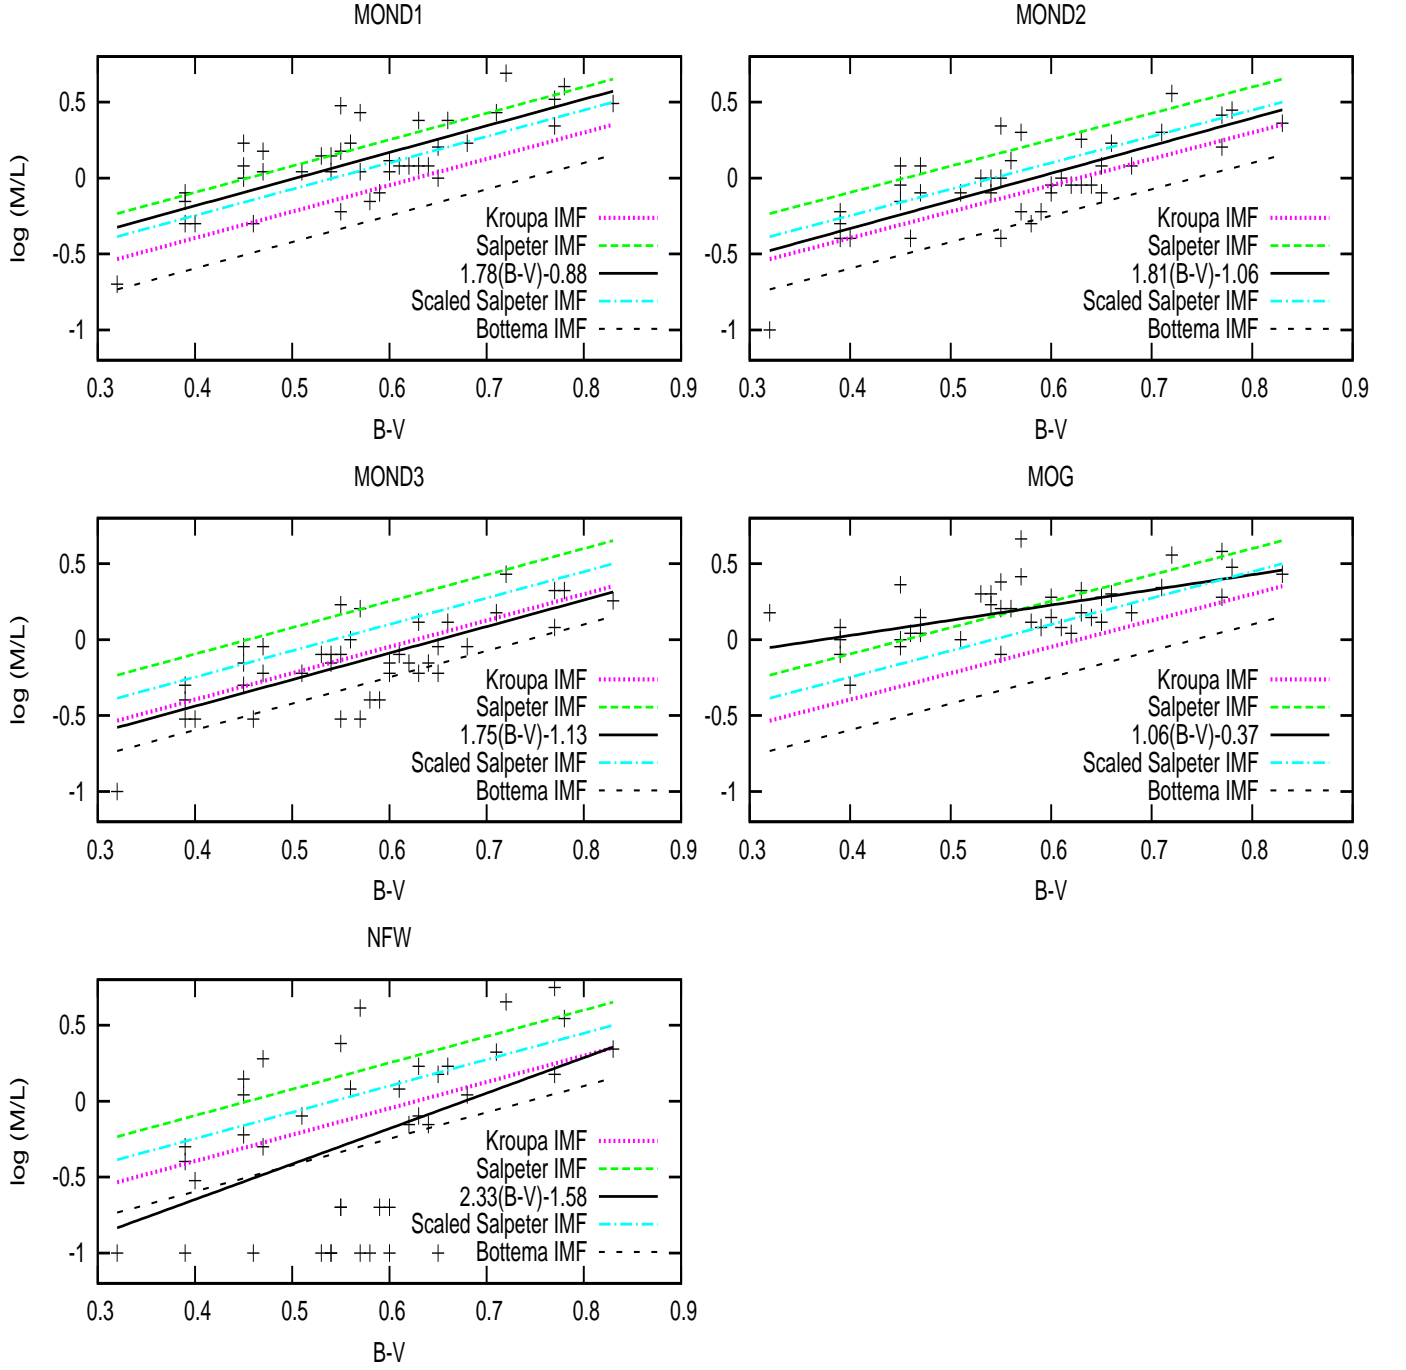 MOND1
log (M/L)
0.5
0
-0.5
-1
Kroupa IMF
Salpeter IMF
1.78(B-V)-0.88
Scaled Salpeter IMF
Bottema IMF
0.3 0.4 0.5 0.6 0.7 0.8 0.9
B-V
MOND2
0.5
0
-0.5
-1
Kroupa IMF
Salpeter IMF
1.81(B-V)-1.06
Scaled Salpeter IMF
Bottema IMF
0.3 0.4 0.5 0.6 0.7 0.8 0.9
B-V
MOND3
log (M/L)
0.5
0
-0.5
-1
Kroupa IMF
Salpeter IMF
1.75(B-V)-1.13
Scaled Salpeter IMF
Bottema IMF
0.3 0.4 0.5 0.6 0.7 0.8 0.9
B-V
MOG
0.5
0
-0.5
-1
Kroupa IMF
Salpeter IMF
1.06(B-V)-0.37
Scaled Salpeter IMF
Bottema IMF
0.3 0.4 0.5 0.6 0.7 0.8 0.9
B-V
NFW
log (M/L)
0.5
0
-0.5
-1
Kroupa IMF
Salpeter IMF
2.33(B-V)-1.58
Scaled Salpeter IMF
Bottema IMF
0.3 0.4 0.5 0.6 0.7 0.8 0.9
B-V